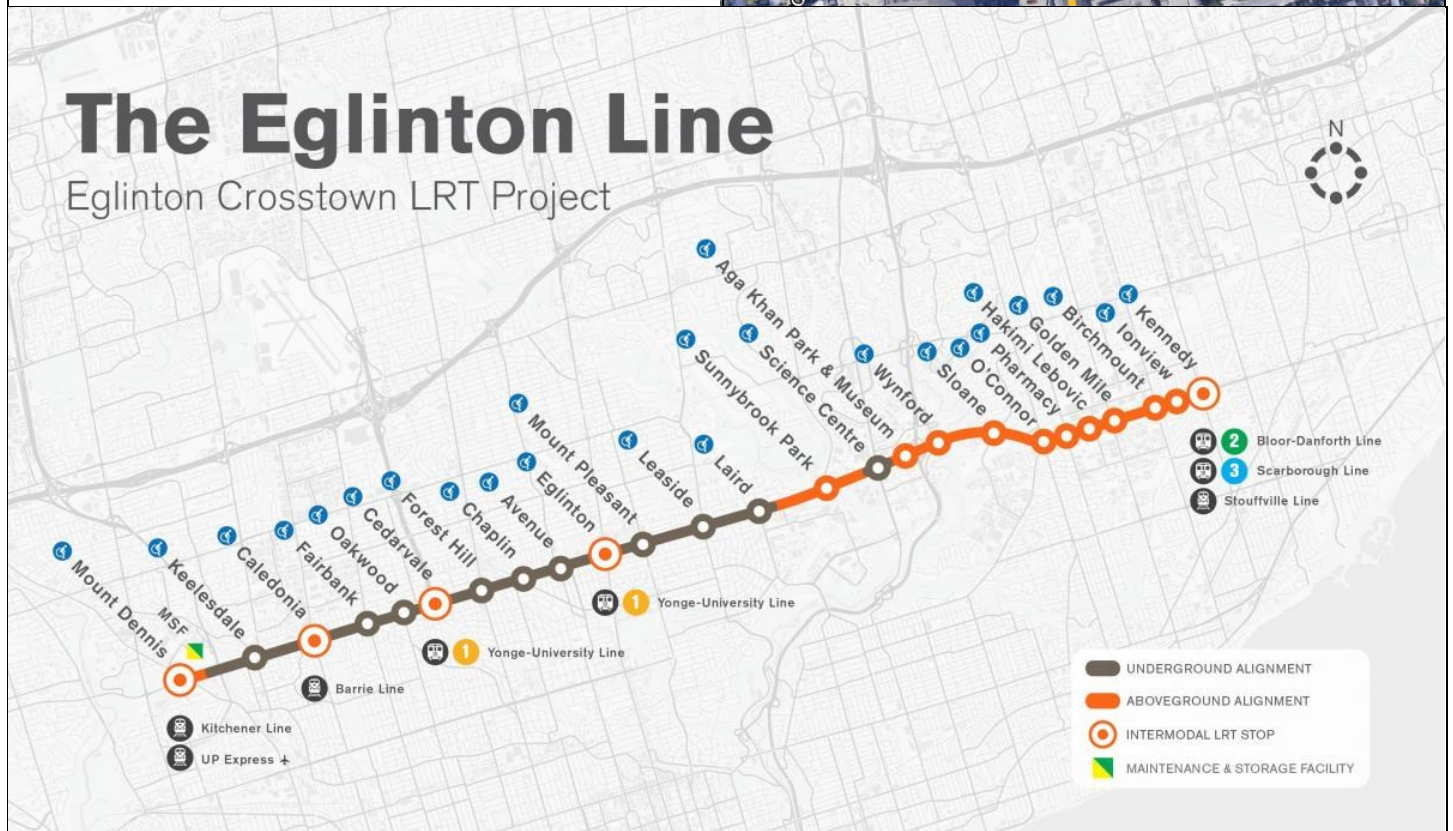 The Eglinton Line
Eglinton Crosstown LRT Project
N
Mount Dennis
MSF
Keelesdale
Caledonia
Fairbank
Oakwood
Cedarvale
Forest Hill
Chaplin
Avenue
Eglinton
Mount Pleasant
Leaside
Laird
Sunnybrook Park
Science Centre
Aga Khan Park & Museum
Wynford
Sloane
O'Connor
Pharmacy
Hakimi Lebovic
Golden Mile
Birchmount
Ionview
Kennedy
2 Bloor-Danforth Line
3 Scarborough Line
Stouffville Line
1 Yonge-University Line
1 Yonge-University Line
Barrie Line
Kitchener Line
UP Express
UNDERGROUND ALIGNMENT
ABOVEGROUND ALIGNMENT
INTERMODAL LRT STOP
MAINTENANCE & STORAGE FACILITY